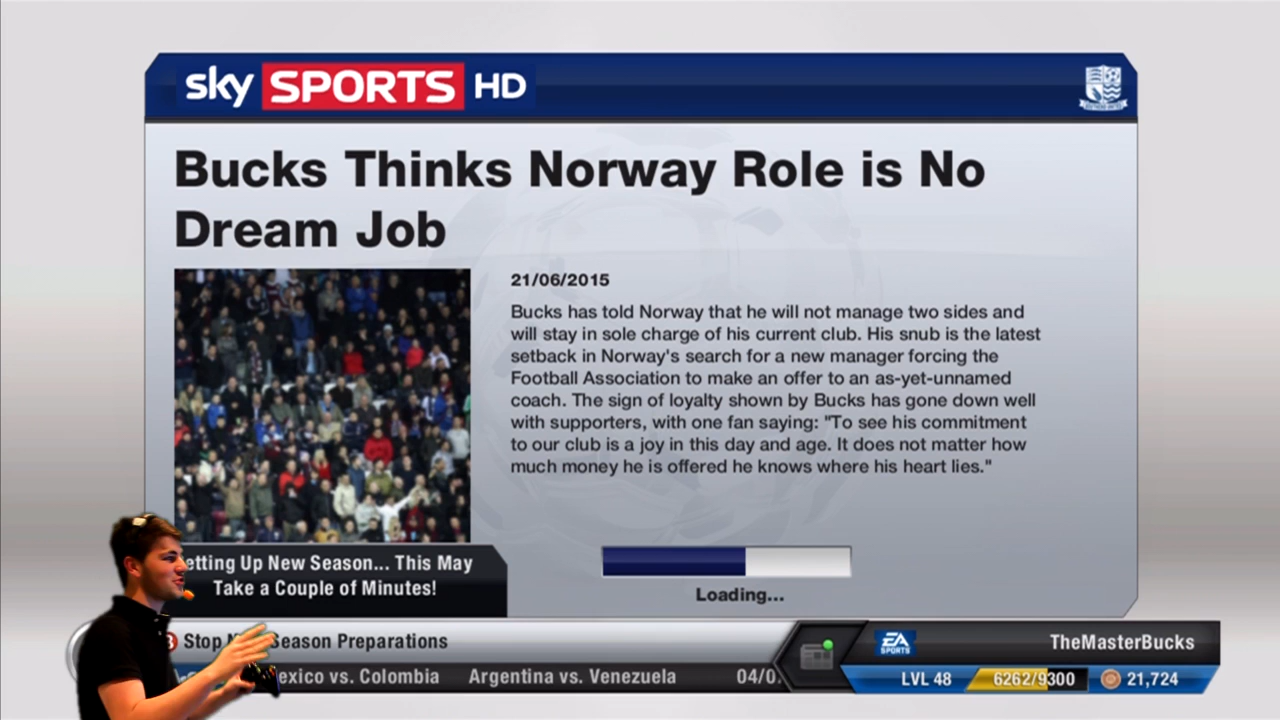 sky SPORTS HD
Bucks Thinks Norway Role is No
Dream Job
21/06/2015
Bucks has told Norway that he will not manage two sides and
will stay in sole charge of his current club. His snub is the latest
setback in Norway's search for a new manager forcing the
Football Association to make an offer to an as-yet-unnamed
coach. The sign of loyalty shown by Bucks has gone down well
with supporters, with one fan saying: "To see his commitment
to our club is a joy in this day and age. It does not matter how
much money he is offered he knows where his heart lies."
etting Up New Season... This May
Take a Couple of Minutes!
Loading...
B Stop N Season Preparations
EA SPORTS
TheMasterBucks
exico vs. Colombia Argentina vs. Venezuela 04/0
LVL 48 6262/9300 21,724